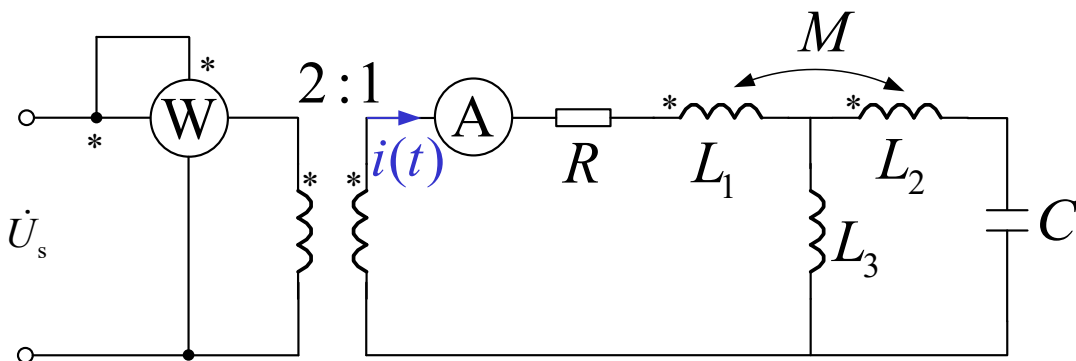 M
* 2:1
W A
* * *
i(t) R L₁ L₂
* *
U̇ₛ L₃ C